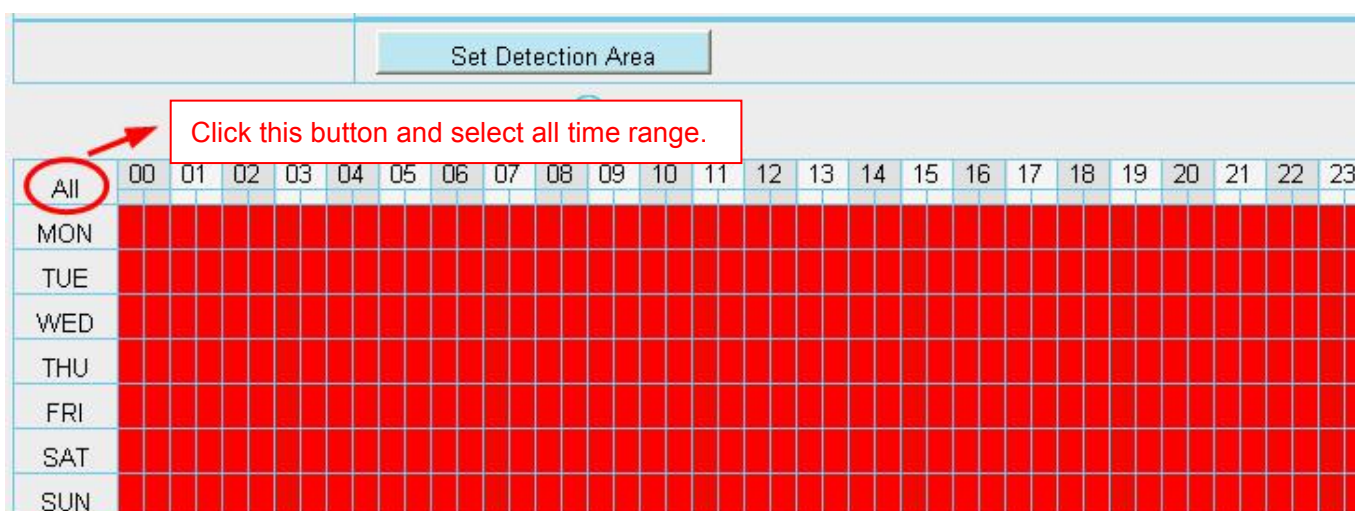 Set Detection Area
Click this button and select all time range.
All 00 01 02 03 04 05 06 07 08 09 10 11 12 13 14 15 16 17 18 19 20 21 22 23
MON
TUE
WED
THU
FRI
SAT
SUN